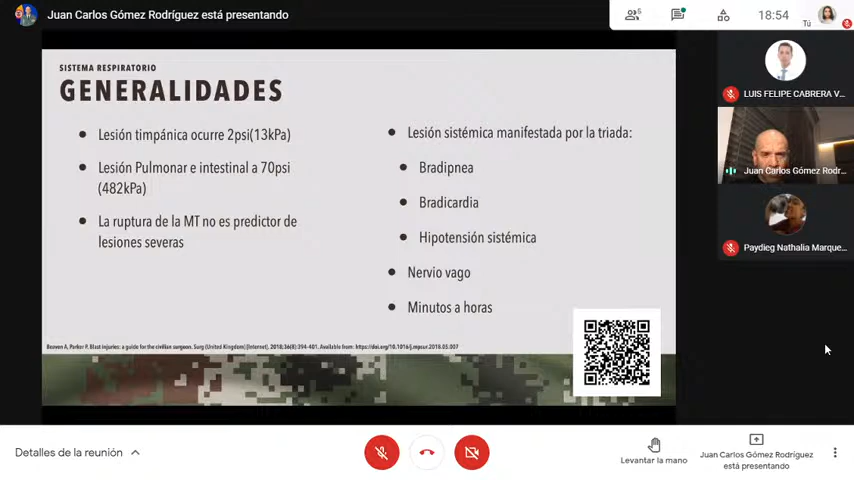 Juan Carlos Gómez Rodríguez está presentando
6
18:54
Tú
SISTEMA RESPIRATORIO
GENERALIDADES
Lesión timpánica ocurre 2psi(13kPa)
Lesión Pulmonar e intestinal a 70psi
(482kPa)
La ruptura de la MT no es predictor de
lesiones severas
Lesión sistémica manifestada por la triada:
Bradipnea
Bradicardia
Hipotensión sistémica
Nervio vago
Minutos a horas
Beaven A, Parker P. Blast injuries: a guide for the civilian surgeon. Surg (United Kingdom) [Internet]. 2018;36(8):394-401. Available from: https://doi.org/10.1016/j.mpsur.2018.05.007
LUIS FELIPE CABRERA V...
Juan Carlos Gómez Rodr...
Paydieg Nathalia Marque...
Detalles de la reunión
Levantar la mano
Juan Carlos Gómez Rodríguez
está presentando